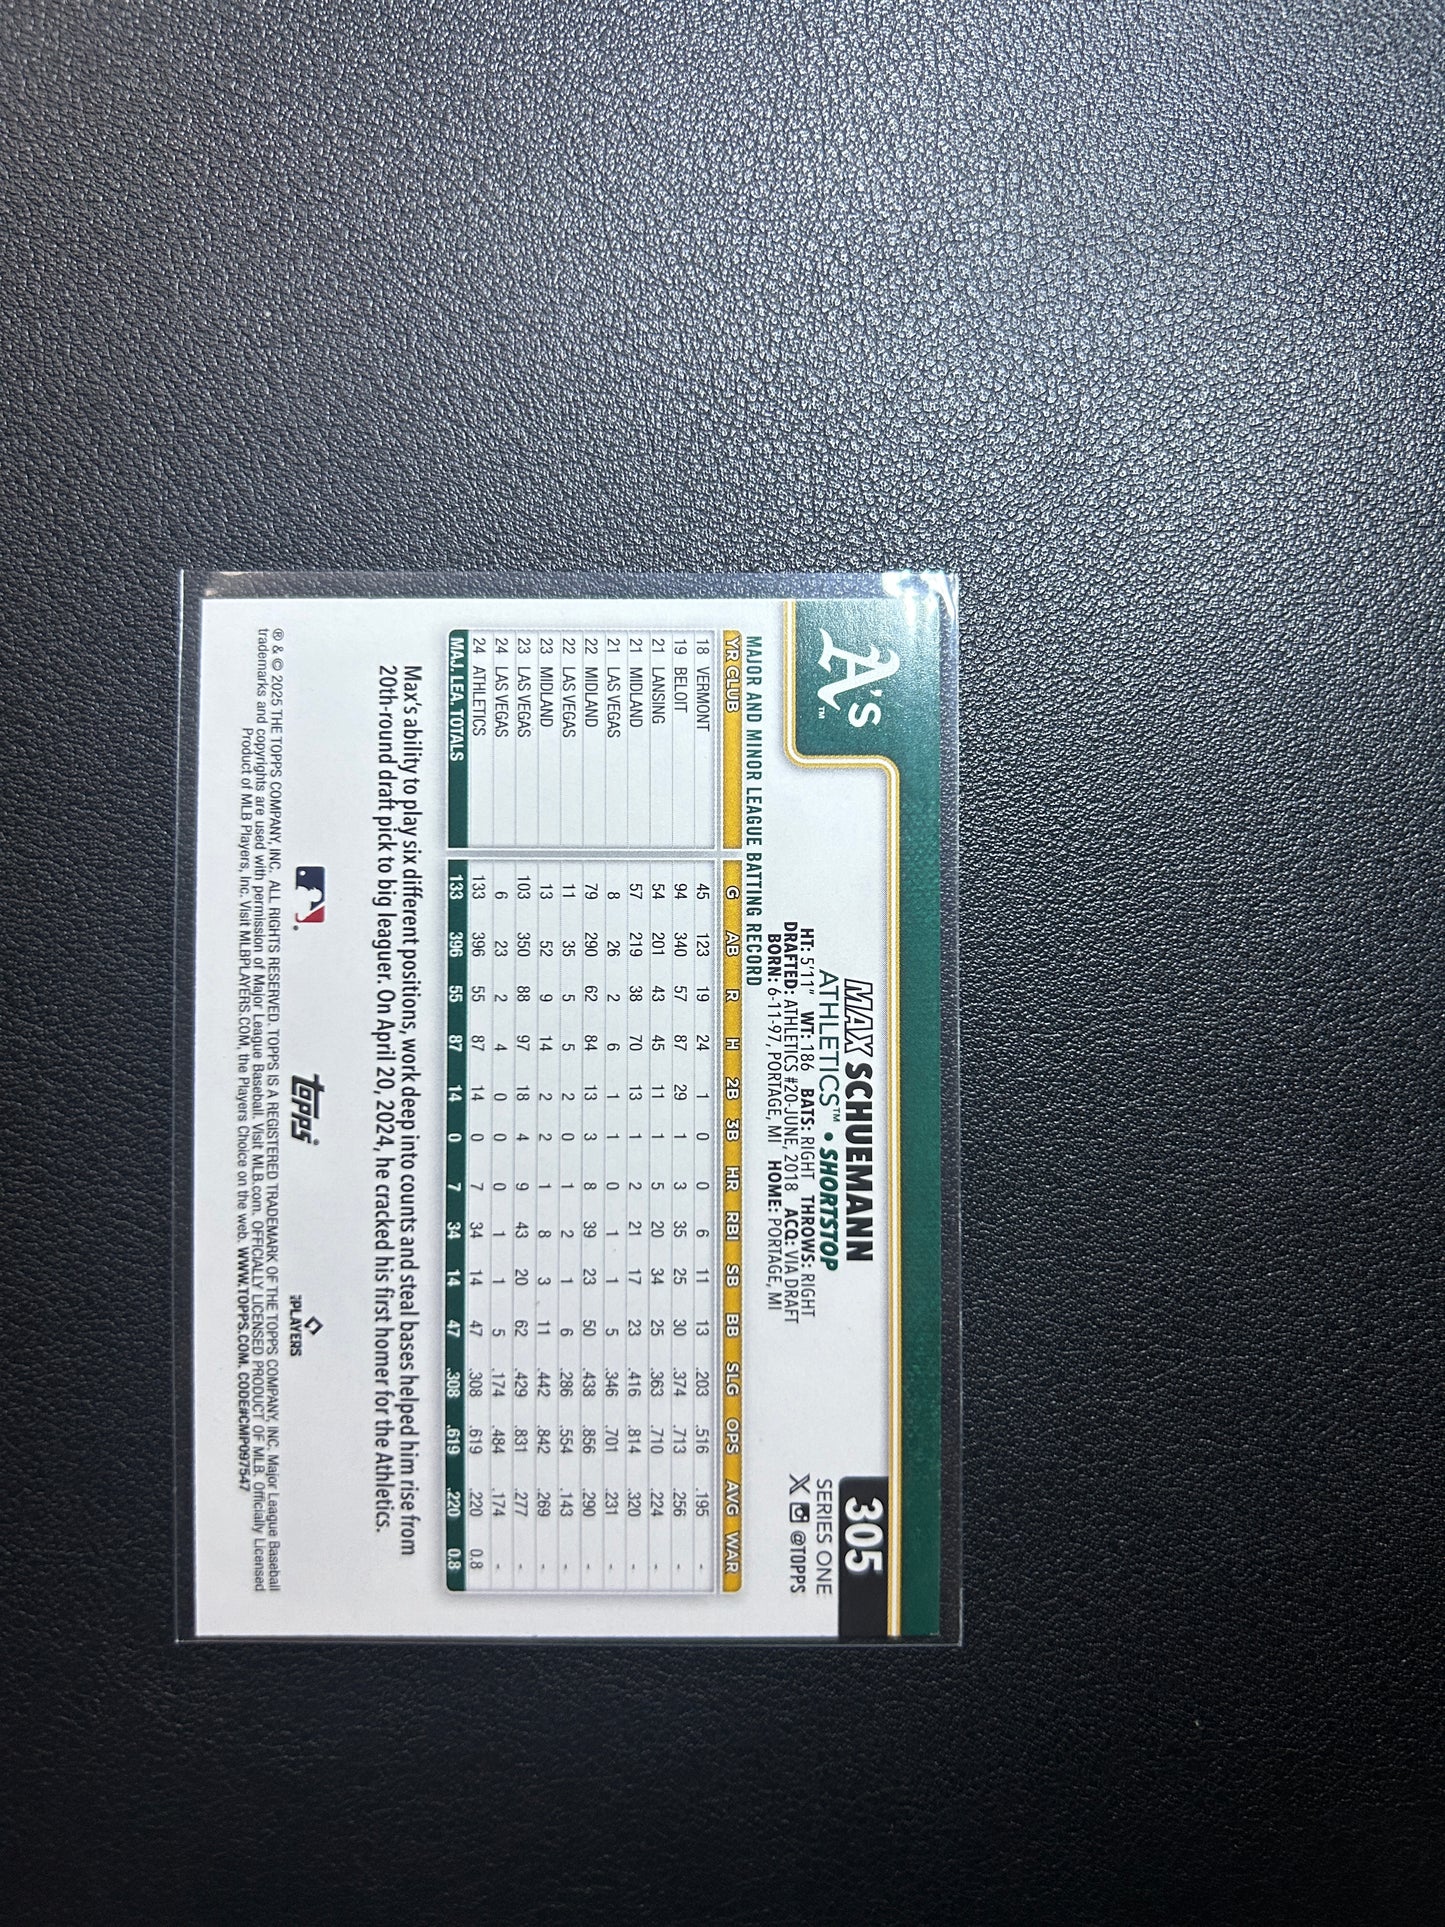 A's™
305
MAX SCHUEMANN
ATHLETICS™ • SHORTSTOP
SERIES ONE
HT: 5'11" WT: 186 BATS: RIGHT THROWS: RIGHT
@TOPPS
DRAFTED: ATHLETICS #20-JUNE, 2018 ACQ: VIA DRAFT
BORN: 6-11-97, PORTAGE, MI HOME: PORTAGE, MI
MAJOR AND MINOR LEAGUE BATTING RECORD
YR CLUB G AB R H 2B 3B HR RBI SB BB SLG OPS AVG WAR
18 VERMONT 45 123 19 24 1 0 0 6 11 13 .203 .516 .195 -
19 BELOIT 94 340 57 87 29 1 3 35 25 30 .374 .713 .256 -
21 LANSING 54 201 43 45 11 1 5 20 34 25 .363 .710 .224 -
21 MIDLAND 57 219 38 70 13 1 2 21 17 23 .416 .814 .320 -
21 LAS VEGAS 8 26 2 6 1 1 0 1 1 5 .346 .701 .231 -
22 MIDLAND 79 290 62 84 13 3 8 39 23 50 .438 .856 .290 -
22 LAS VEGAS 11 35 5 5 2 0 1 2 1 6 .286 .554 .143 -
23 MIDLAND 13 52 9 14 2 2 1 8 3 11 .442 .842 .269 -
23 LAS VEGAS 103 350 88 97 18 4 9 43 20 62 .429 .831 .277 -
24 LAS VEGAS 6 23 2 4 0 0 0 1 1 5 .174 .484 .174 -
24 ATHLETICS 133 396 55 87 14 0 7 34 14 47 .308 .619 .220 0.8
MAJ. LEA. TOTALS 133 396 55 87 14 0 7 34 14 47 .308 .619 .220 0.8
Max's ability to play six different positions, work deep into counts and steal bases helped him rise from
20th-round draft pick to big leaguer. On April 20, 2024, he cracked his first homer for the Athletics.
topps®
MLB PLAYERS
® & © 2025 THE TOPPS COMPANY, INC. ALL RIGHTS RESERVED. TOPPS IS A REGISTERED TRADEMARK OF THE TOPPS COMPANY, INC. Major League Baseball
trademarks and copyrights are used with permission of Major League Baseball. Visit MLB.com. OFFICIALLY LICENSED PRODUCT OF MLB. Officially Licensed
Product of MLB Players, Inc. Visit MLBPLAYERS.COM, the Players Choice on the web. WWW.TOPPS.COM. CODE#CMP097547